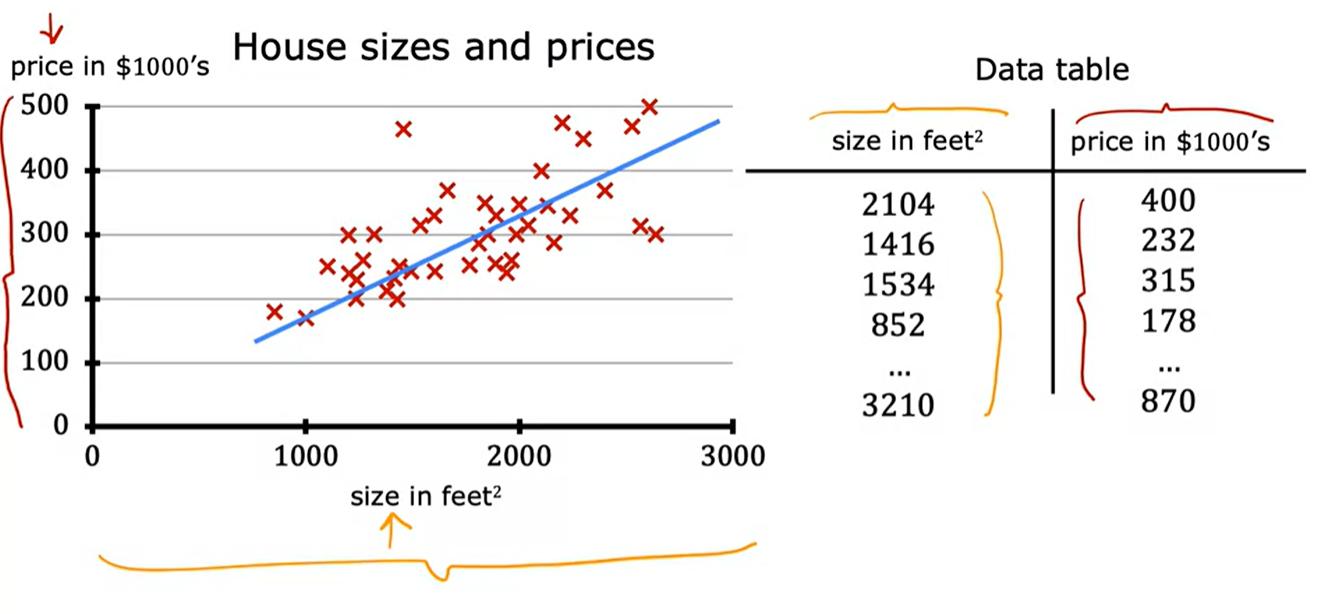 House sizes and prices
price in $1000's
500
400
300
200
100
0
0 1000 2000 3000
size in feet²
Data table
size in feet² price in $1000's
2104 400
1416 232
1534 315
852 178
... ...
3210 870